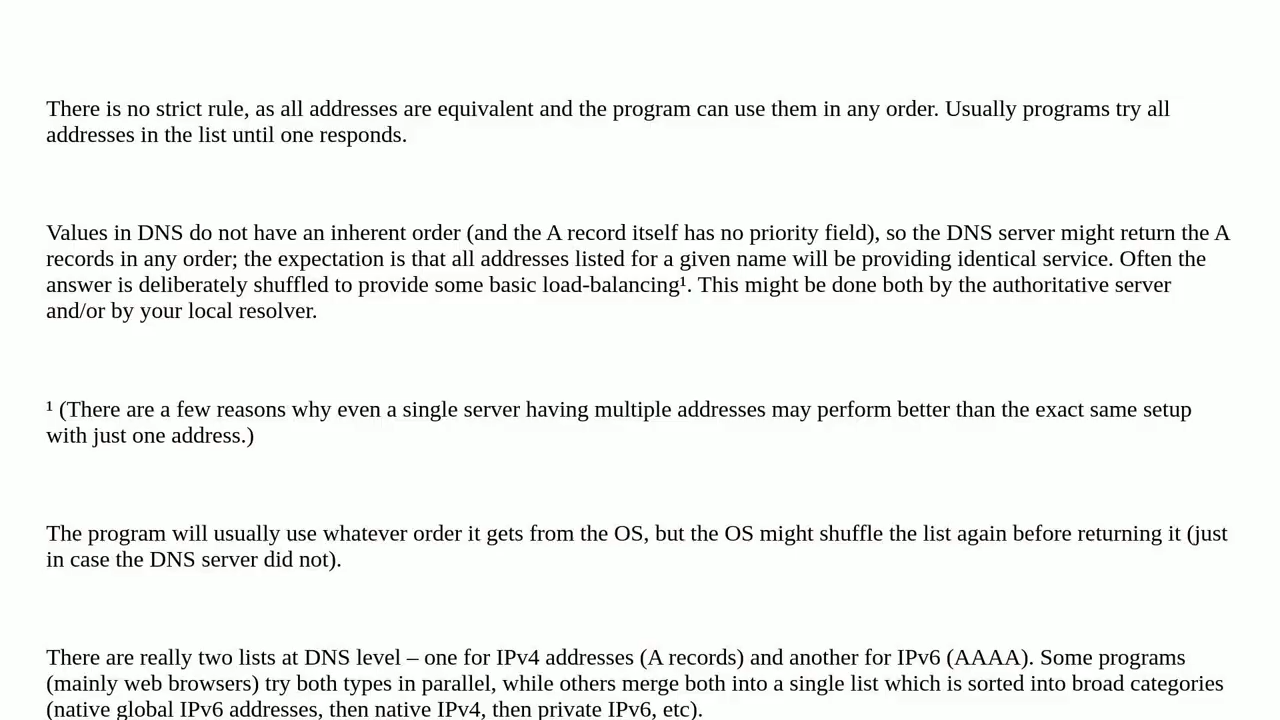 There is no strict rule, as all addresses are equivalent and the program can use them in any order. Usually programs try all
addresses in the list until one responds.
Values in DNS do not have an inherent order (and the A record itself has no priority field), so the DNS server might return the A
records in any order; the expectation is that all addresses listed for a given name will be providing identical service. Often the
answer is deliberately shuffled to provide some basic load-balancing¹. This might be done both by the authoritative server
and/or by your local resolver.
¹ (There are a few reasons why even a single server having multiple addresses may perform better than the exact same setup
with just one address.)
The program will usually use whatever order it gets from the OS, but the OS might shuffle the list again before returning it (just
in case the DNS server did not).
There are really two lists at DNS level – one for IPv4 addresses (A records) and another for IPv6 (AAAA). Some programs
(mainly web browsers) try both types in parallel, while others merge both into a single list which is sorted into broad categories
(native global IPv6 addresses, then native IPv4, then private IPv6, etc).